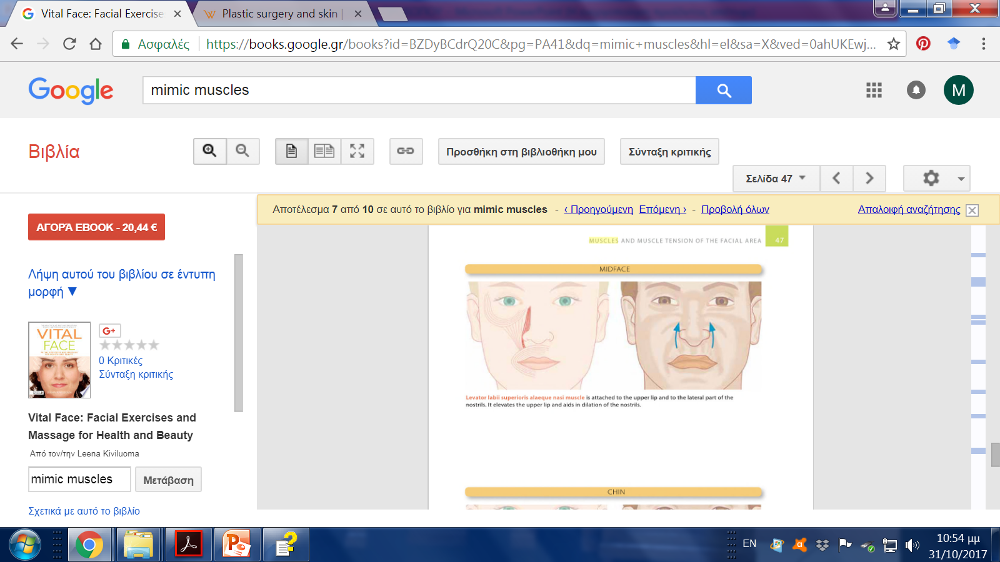 Vital Face: Facial Exercise
Plastic surgery and skin |
Ασφαλές
https://books.google.gr/books?id=BZDyBCdrQ20C&pg=PA41&dq=mimic+muscles&hl=el&sa=X&ved=0ahUKEwj...
Google
mimic muscles
M
Βιβλία
Προσθήκη στη βιβλιοθήκη μου
Σύνταξη κριτικής
Σελίδα 47
Αποτέλεσμα 7 από 10 σε αυτό το βιβλίο για mimic muscles - ‹ Προηγούμενη Επόμενη › - Προβολή όλων
Απαλοιφή αναζήτησης
ΑΓΟΡΆ EBOOK - 20,44 €
Λήψη αυτού του βιβλίου σε έντυπη
μορφή ▼
VITAL
FACE
G+
0 Κριτικές
Σύνταξη κριτικής
Vital Face: Facial Exercises and
Massage for Health and Beauty
Από τον/την Leena Kiviluoma
mimic muscles
Μετάβαση
Σχετικά με αυτό το βιβλίο
MUSCLES AND MUSCLE TENSION OF THE FACIAL AREA 47
MIDFACE
Levator labii superioris alaeque nasi muscle is attached to the upper lip and to the lateral part of the
nostrils. It elevates the upper lip and aids in dilation of the nostrils.
CHIN
EN
10:54 μμ
31/10/2017